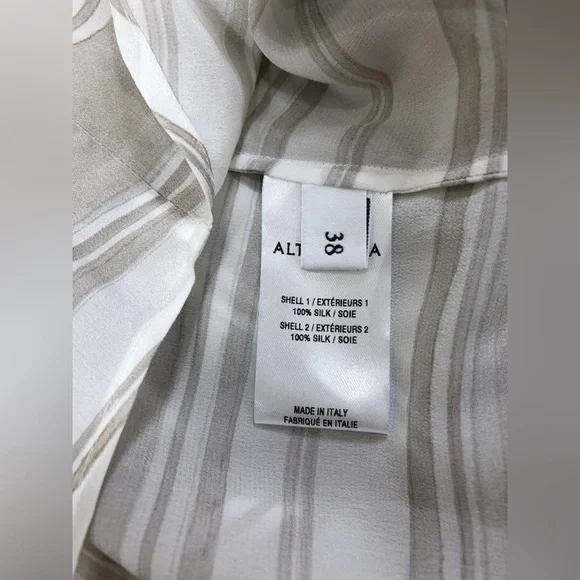 38
ALT A
SHELL 1 / EXTÉRIEURS 1
100% SILK / SOIE
SHELL 2 / EXTÉRIEURS 2
100% SILK / SOIE
MADE IN ITALY
FABRIQUÉ EN ITALIE